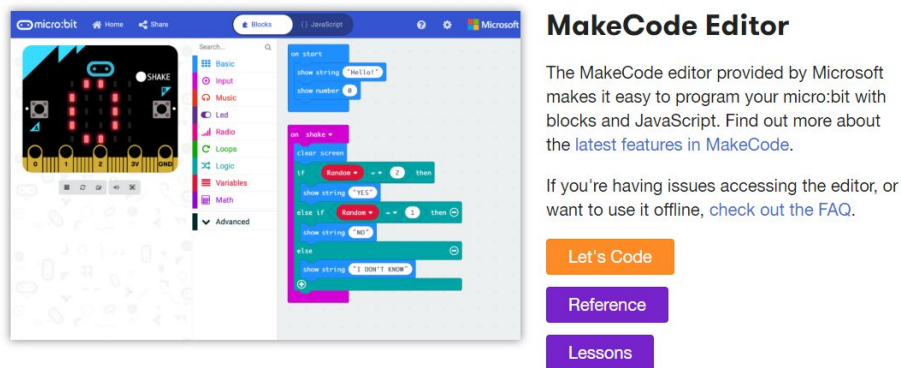 micro:bit Home Share Blocks {} JavaScript Microsoft
SHAKE
0 1 2 3V GND
Search...
Basic
Input
Music
Led
Radio
Loops
Logic
Variables
Math
Advanced
on start
show string "Hello!"
show number 0
on shake
clear screen
if Random = 2 then
show string "YES"
else if Random = 1 then
show string "NO"
else
show string "I DON'T KNOW"
MakeCode Editor
The MakeCode editor provided by Microsoft
makes it easy to program your micro:bit with
blocks and JavaScript. Find out more about
the latest features in MakeCode.
If you're having issues accessing the editor, or
want to use it offline, check out the FAQ.
Let's Code
Reference
Lessons